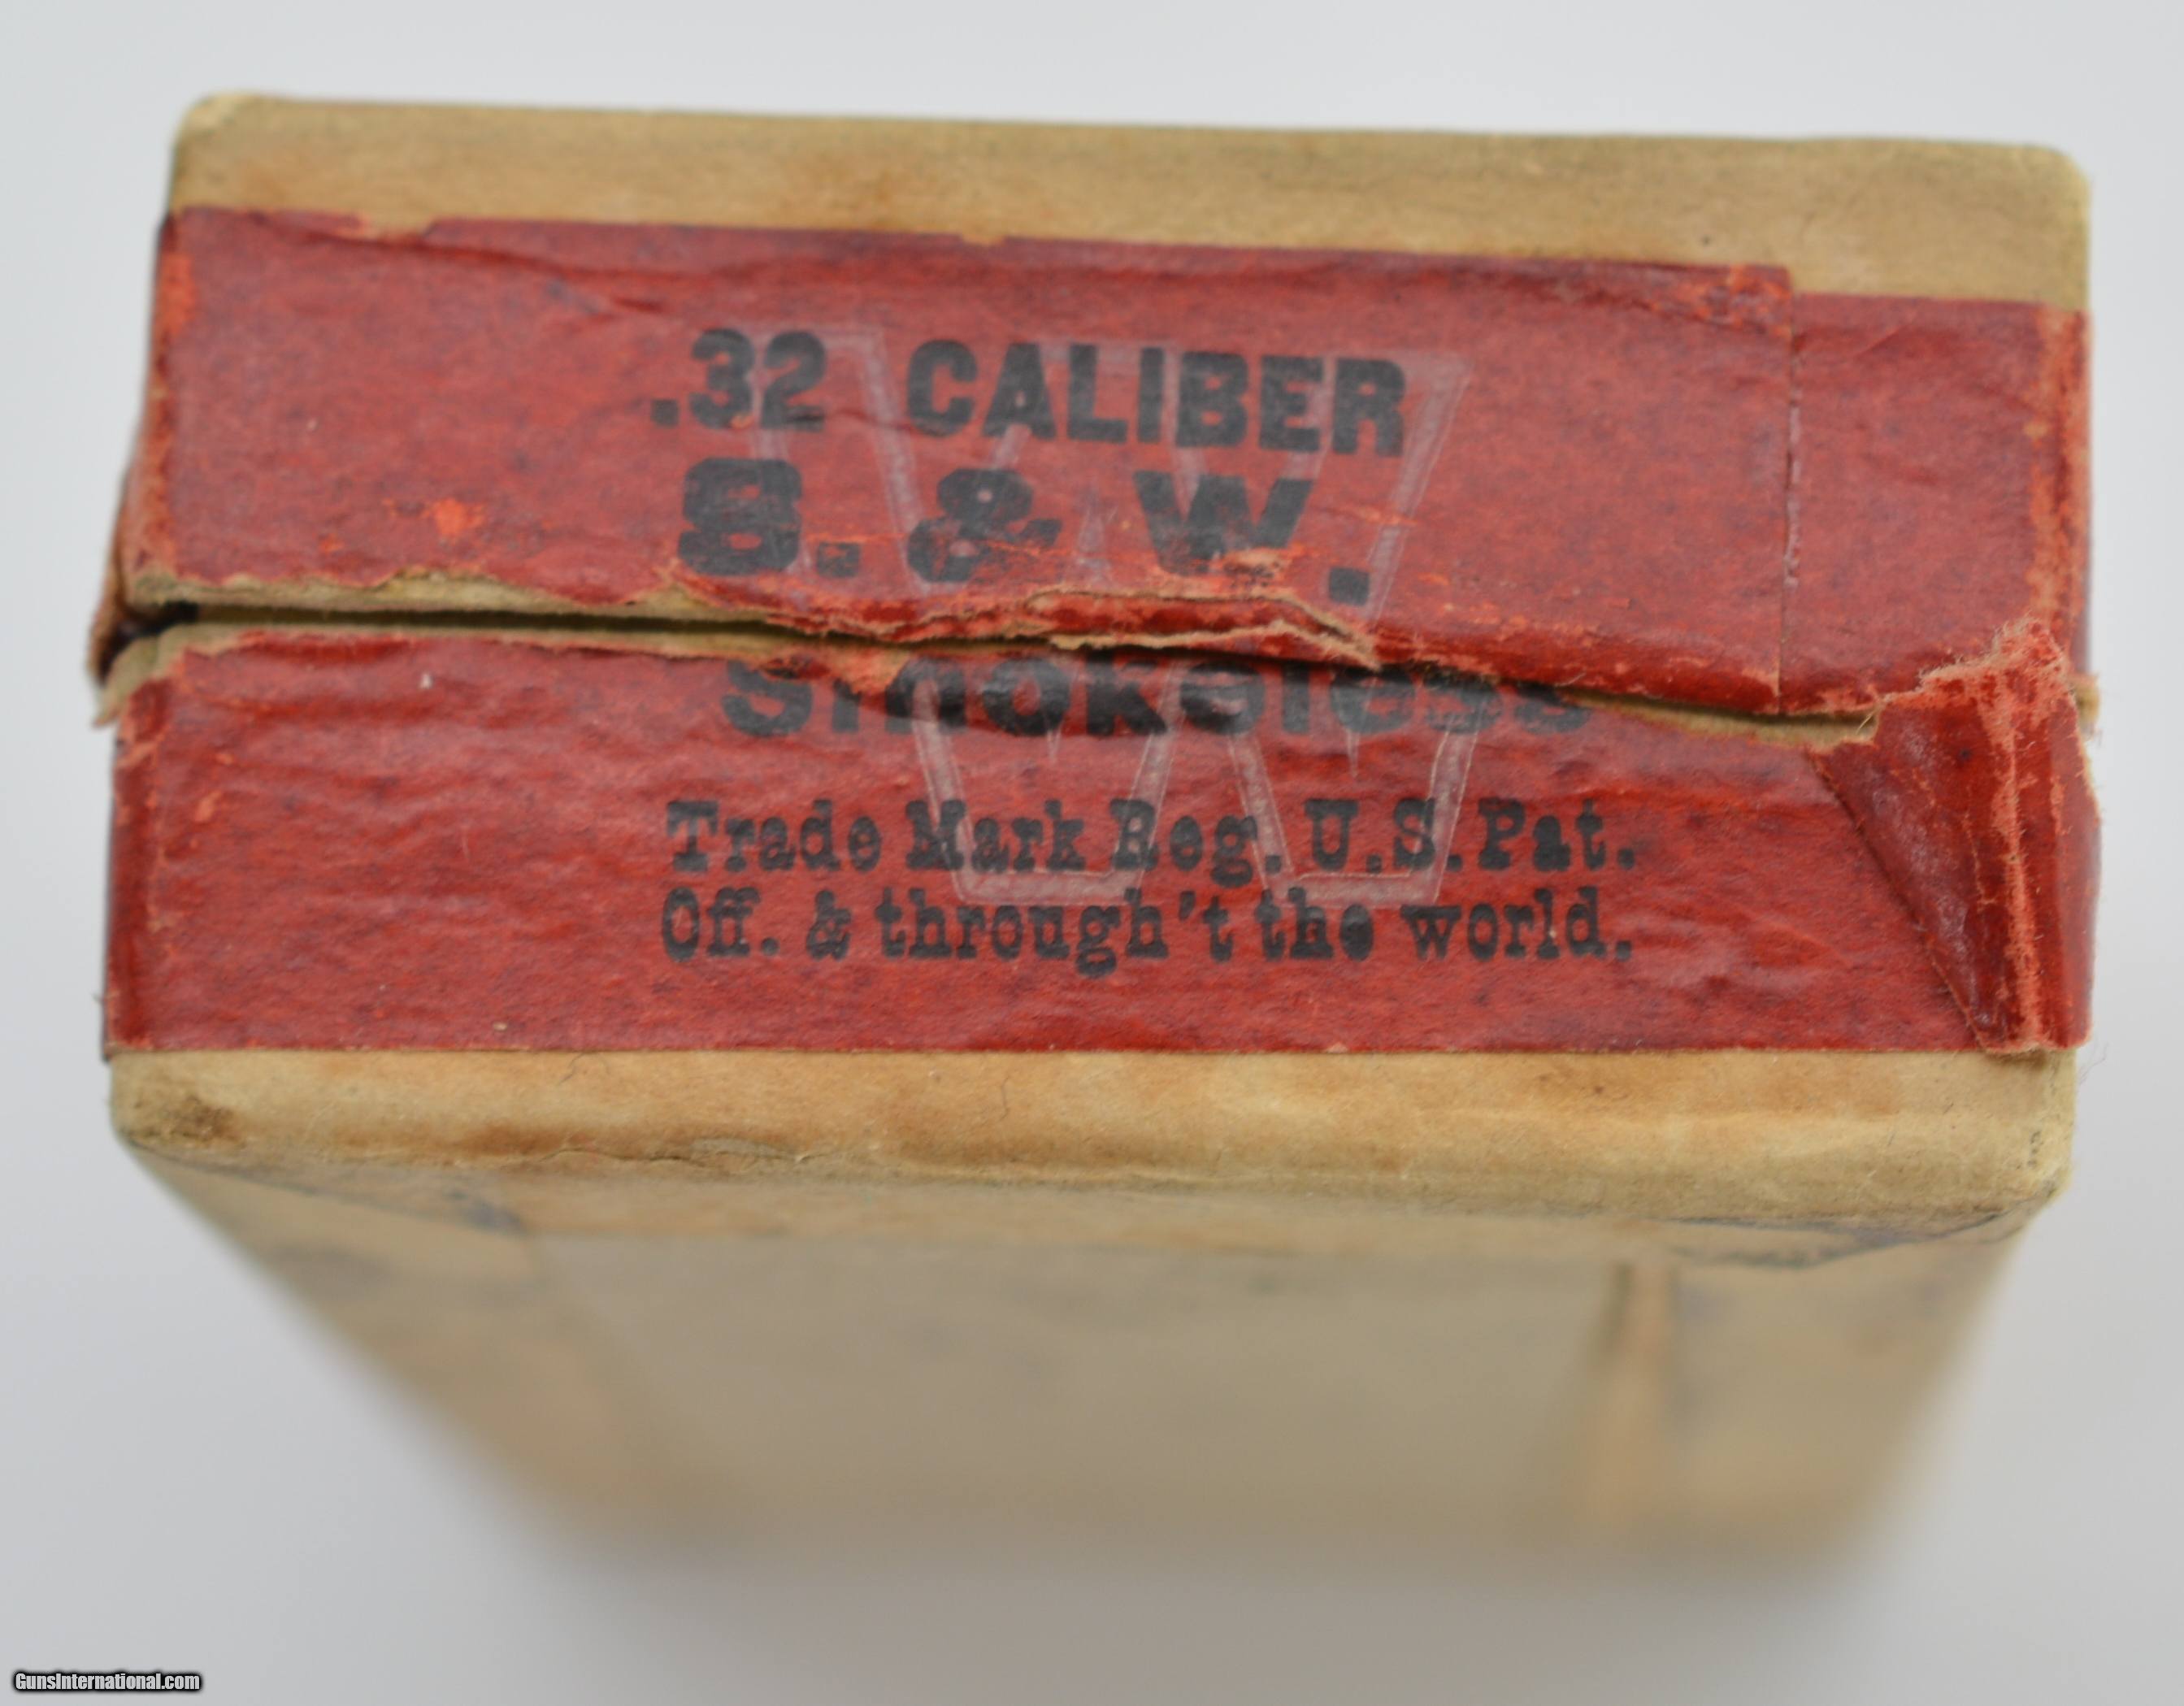 .32 CALIBER
S. & W.
Smokeless
Trade Mark Reg. U.S. Pat.
Off. & through't the world.
W
GunsInternational.com